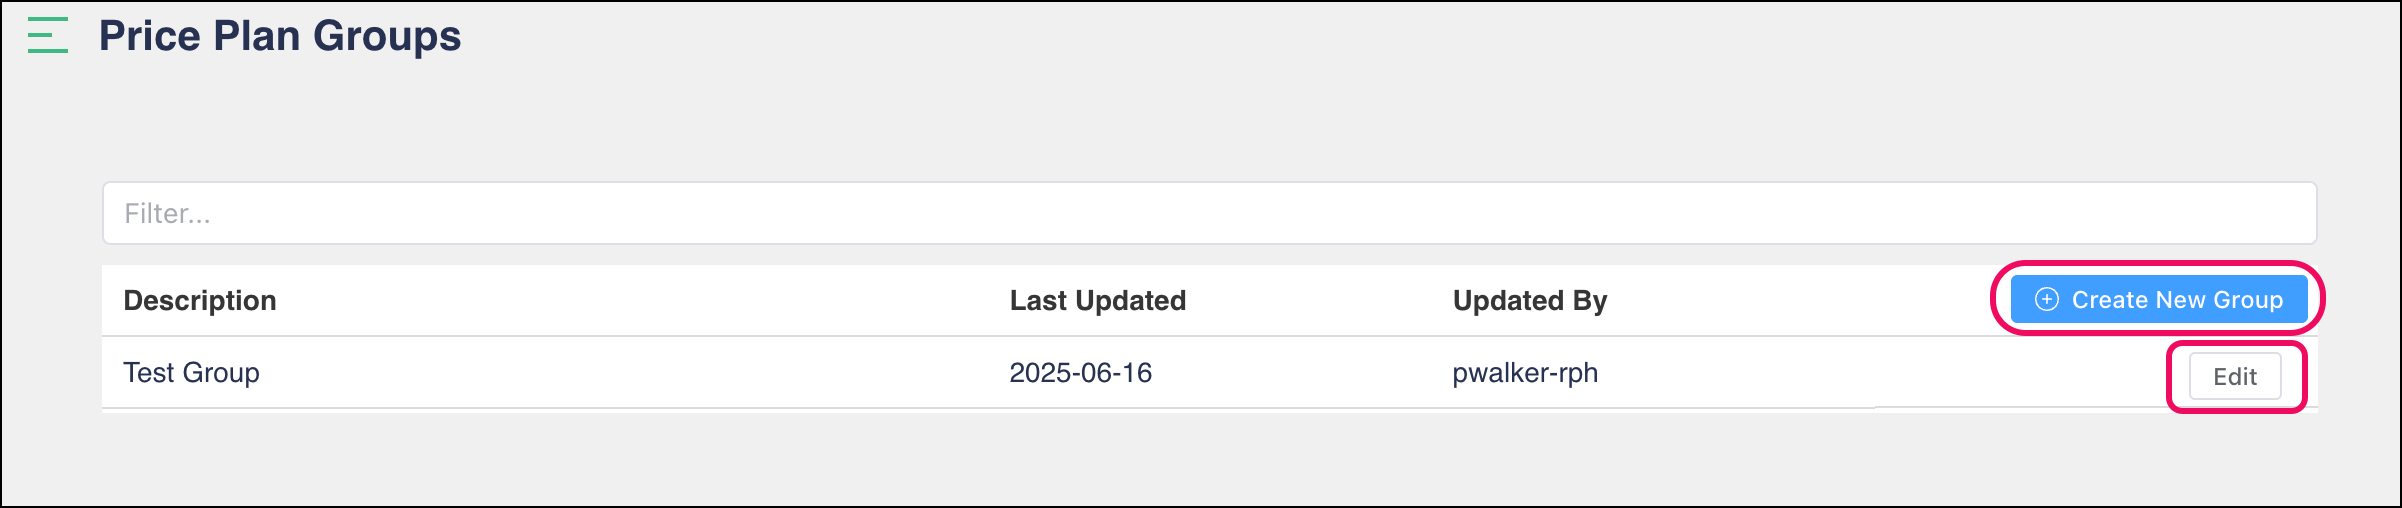 Price Plan Groups
Filter...
Description Last Updated Updated By Create New Group
Test Group 2025-06-16 pwalker-rph Edit